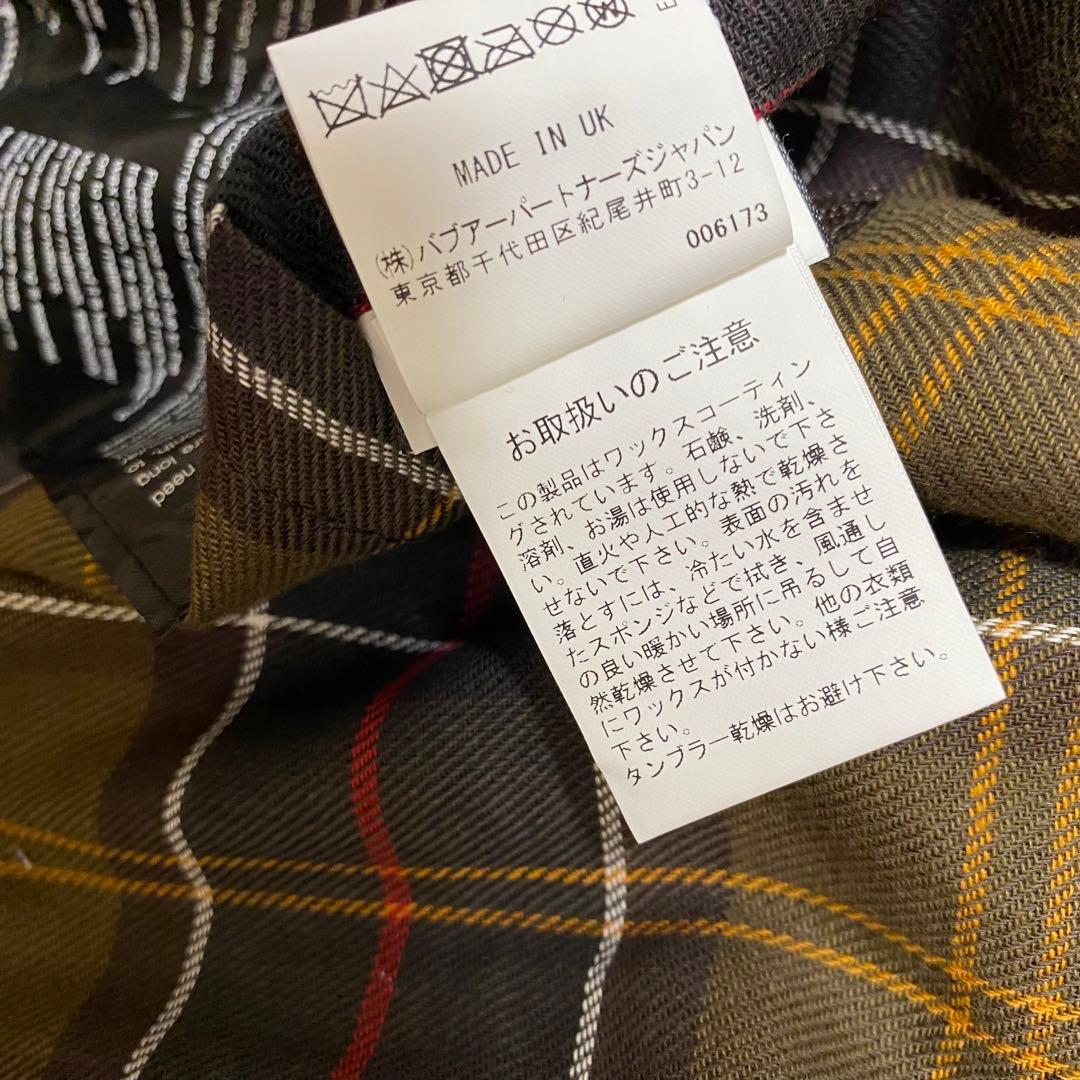 MADE IN UK
(株)バブアーパートナーズジャパン
東京都千代田区紀尾井町3-12
006173
お取扱いのご注意
この製品はワックスコーティン
グされています。石鹸、洗剤、
溶剤、お湯は使用しないで下さ
い。直火や人工的な熱で乾燥さ
せないで下さい。表面の汚れを
落とすには、冷たい水を含ませ
たスポンジなどで拭き、風通し
の良い暖かい場所に吊るして自
然乾燥させて下さい。他の衣類
にワックスが付かない様ご注意
下さい。
タンブラー乾燥はお避け下さい。
need
long